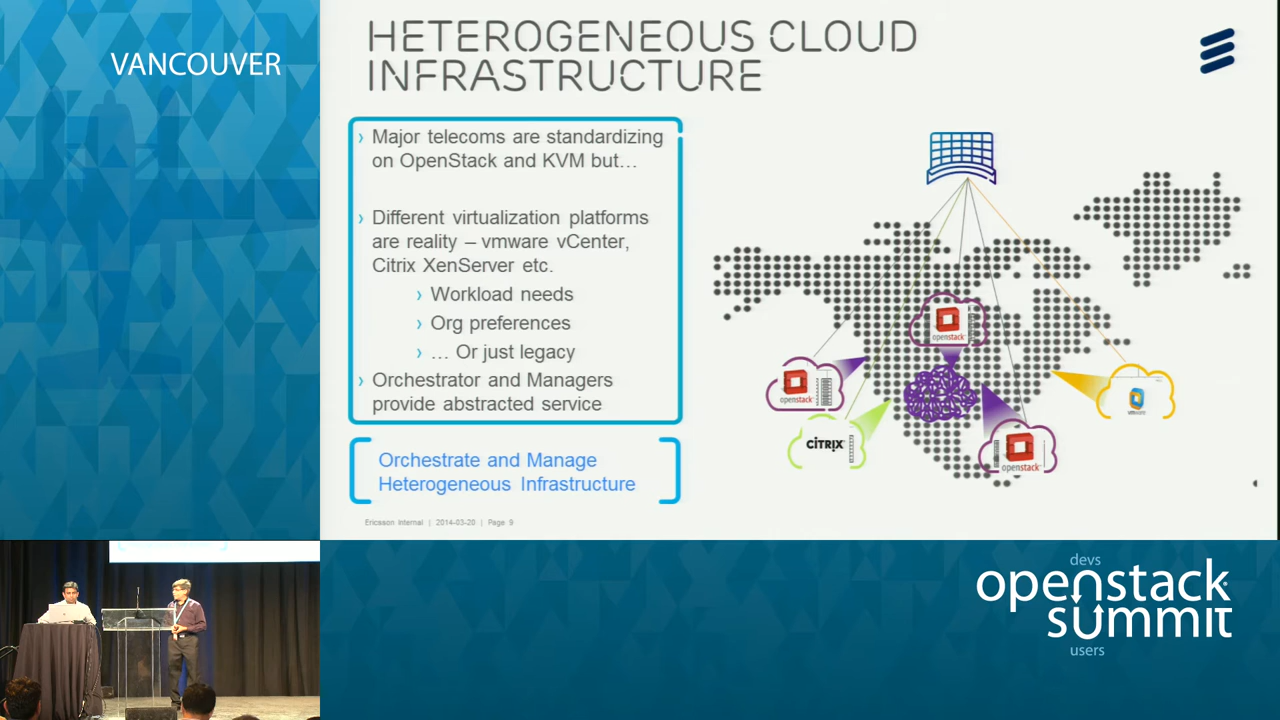 VANCOUVER
HETEROGENEOUS CLOUD
INFRASTRUCTURE
› Major telecoms are standardizing
on OpenStack and KVM but…
› Different virtualization platforms
are reality – vmware vCenter,
Citrix XenServer etc.
› Workload needs
› Org preferences
› … Or just legacy
› Orchestrator and Managers
provide abstracted service
Orchestrate and Manage
Heterogeneous Infrastructure
openstack
openstack
CITRIX
openstack
Ericsson Internal | 2014-03-20 | Page 9
devs
openstack
summit
users